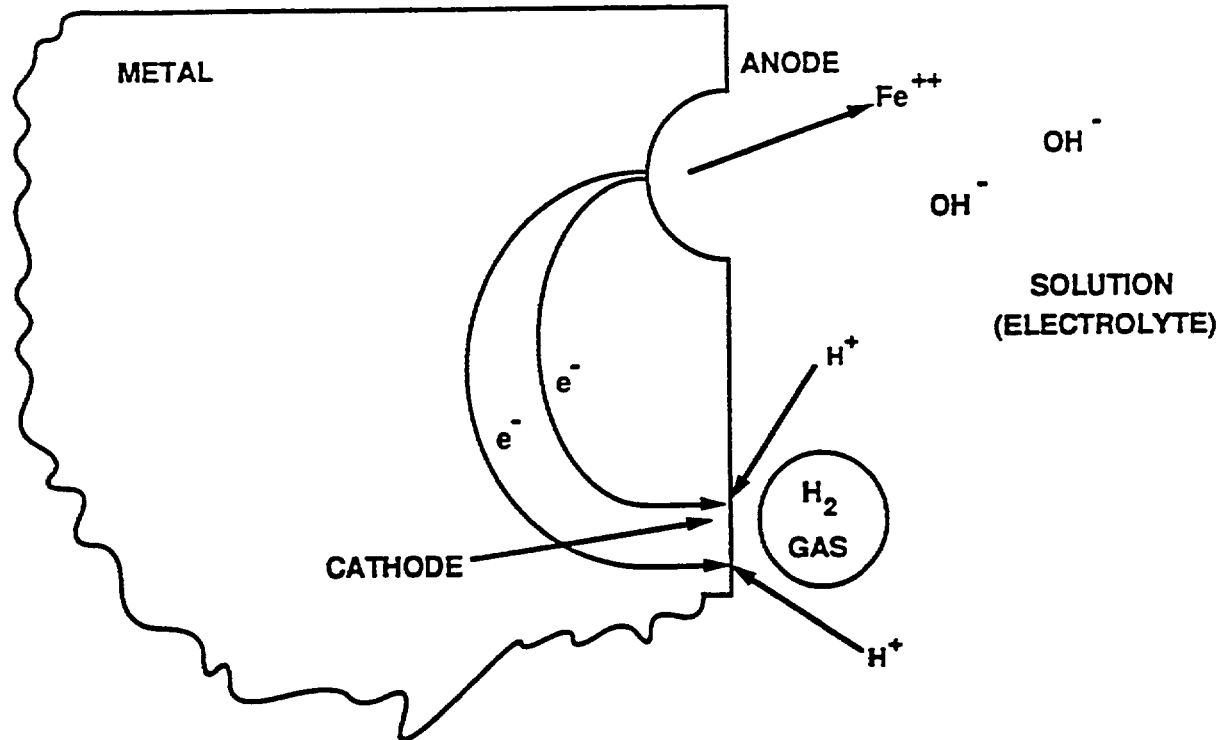 METAL
ANODE
Fe++
OH-
OH-
SOLUTION
(ELECTROLYTE)
H+
e-
e-
H2
GAS
CATHODE
H+